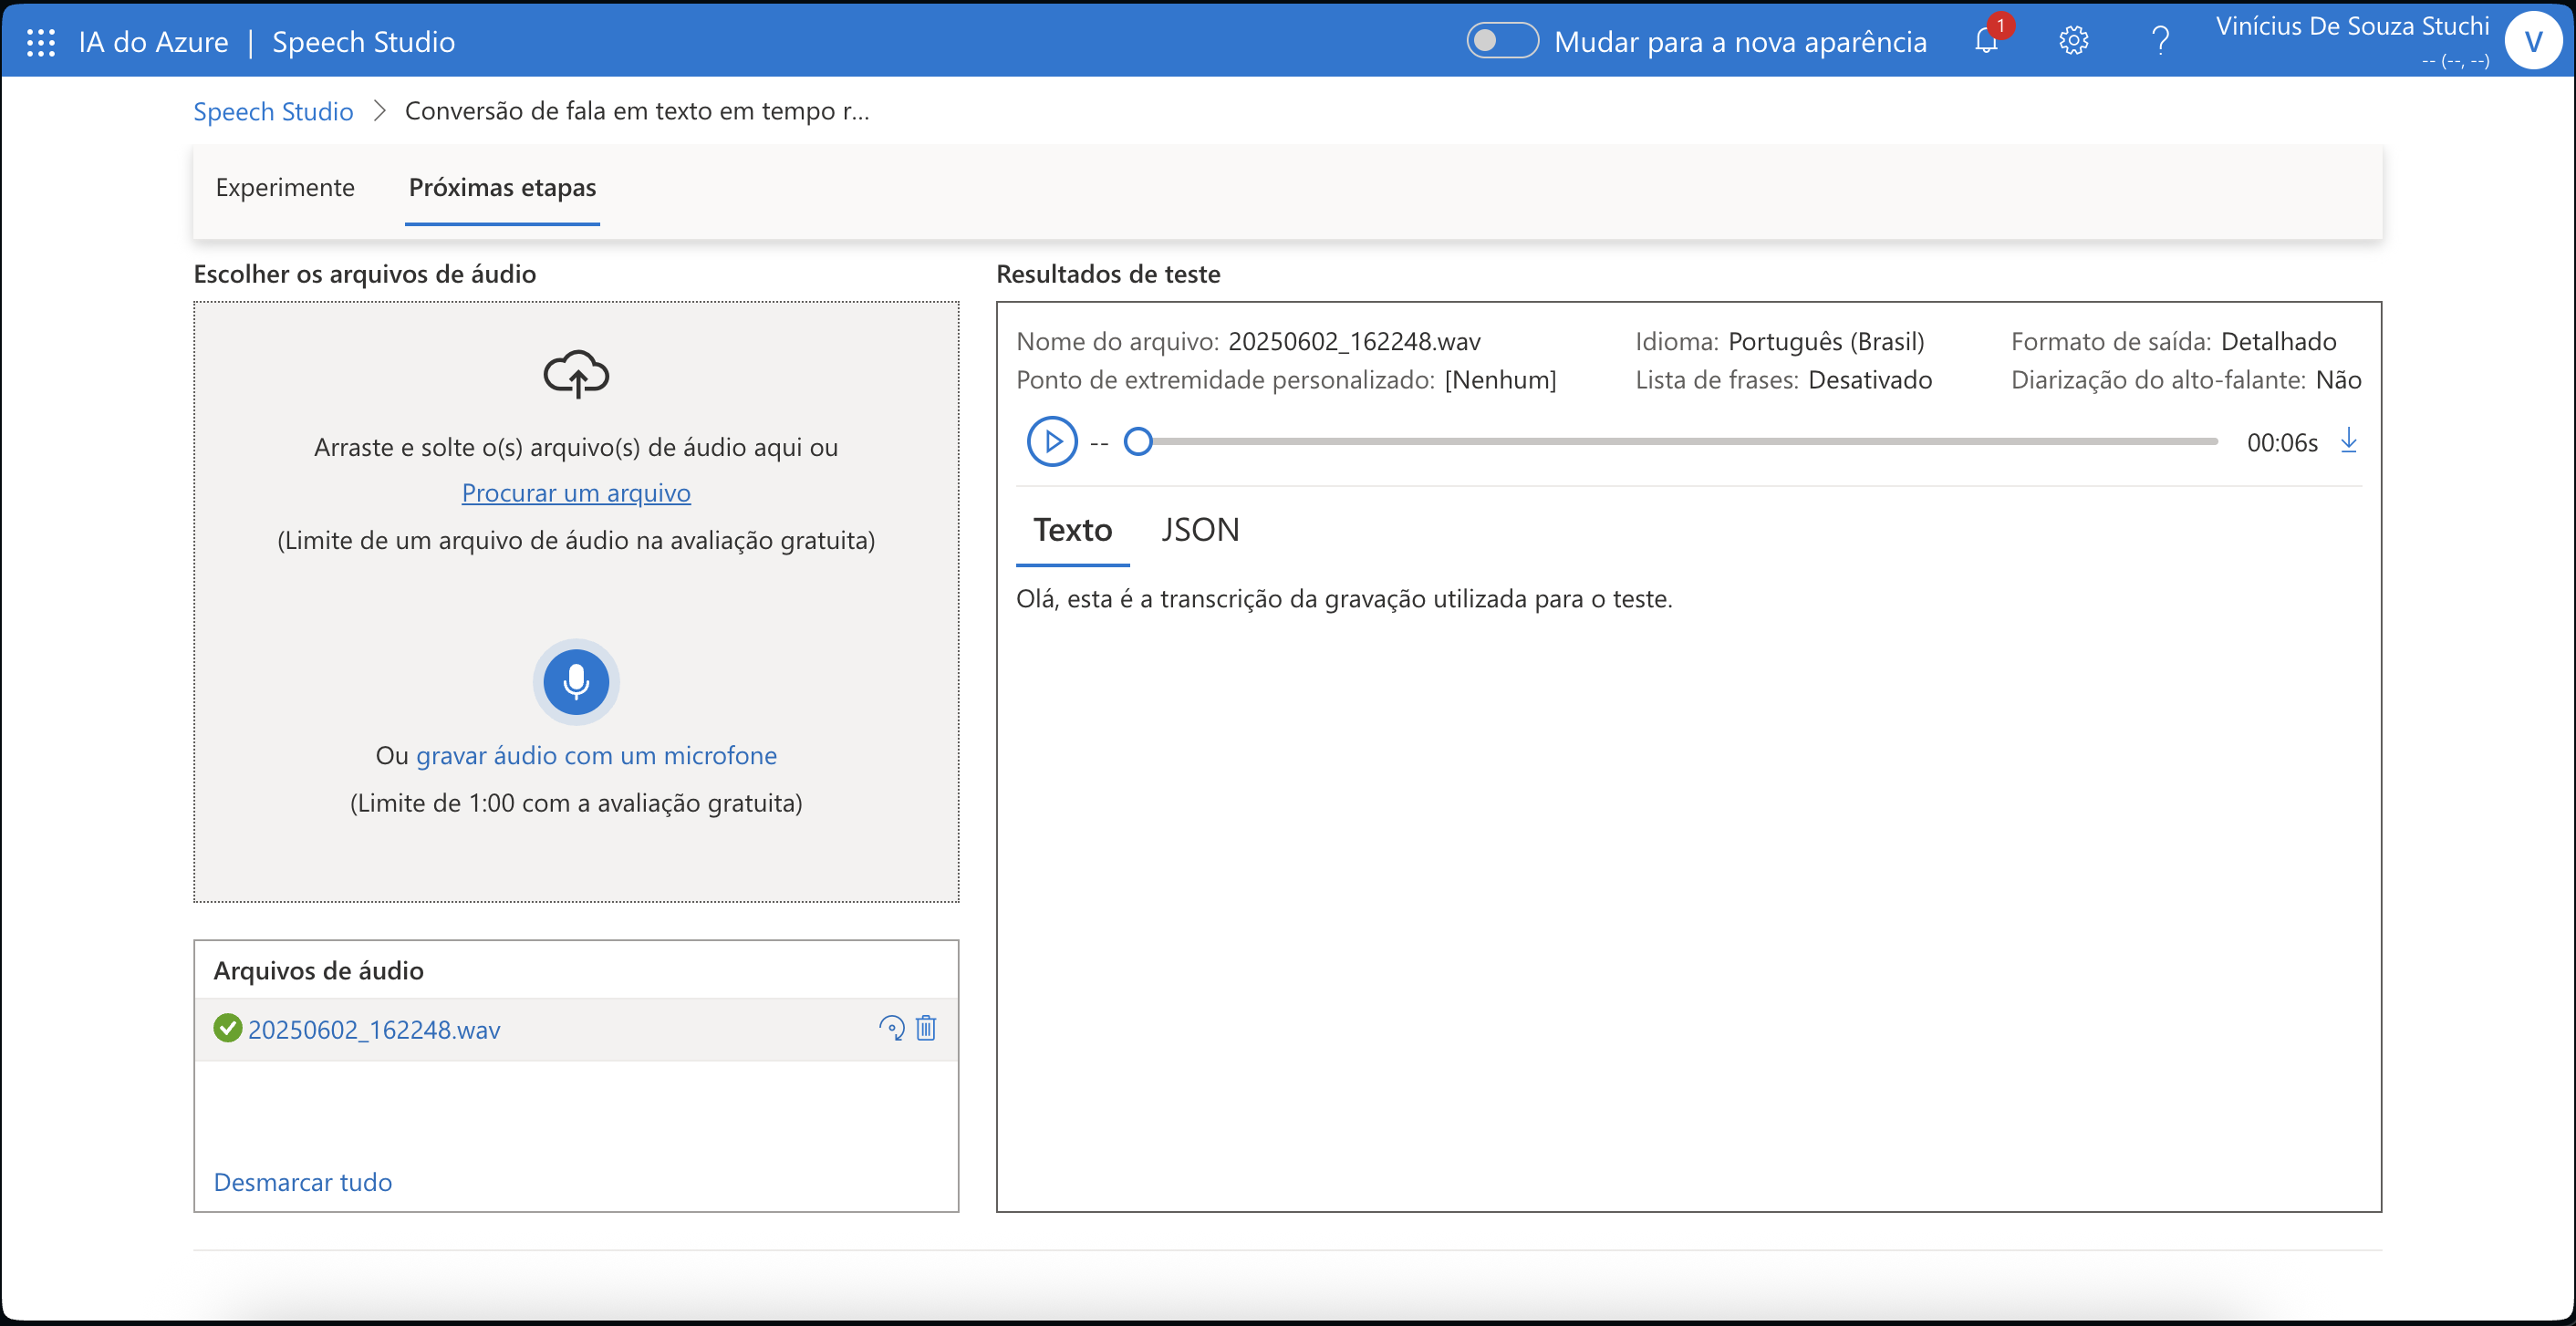 IA do Azure | Speech Studio
Mudar para a nova aparência
1
Vinícius De Souza Stuchi
-- (--, --)
V
Speech Studio > Conversão de fala em texto em tempo r...
Experimente
Próximas etapas
Escolher os arquivos de áudio
Arraste e solte o(s) arquivo(s) de áudio aqui ou
Procurar um arquivo
(Limite de um arquivo de áudio na avaliação gratuita)
Ou gravar áudio com um microfone
(Limite de 1:00 com a avaliação gratuita)
Arquivos de áudio
20250602_162248.wav
Desmarcar tudo
Resultados de teste
Nome do arquivo: 20250602_162248.wav
Idioma: Português (Brasil)
Formato de saída: Detalhado
Ponto de extremidade personalizado: [Nenhum]
Lista de frases: Desativado
Diarização do alto-falante: Não
--
00:06s
Texto
JSON
Olá, esta é a transcrição da gravação utilizada para o teste.